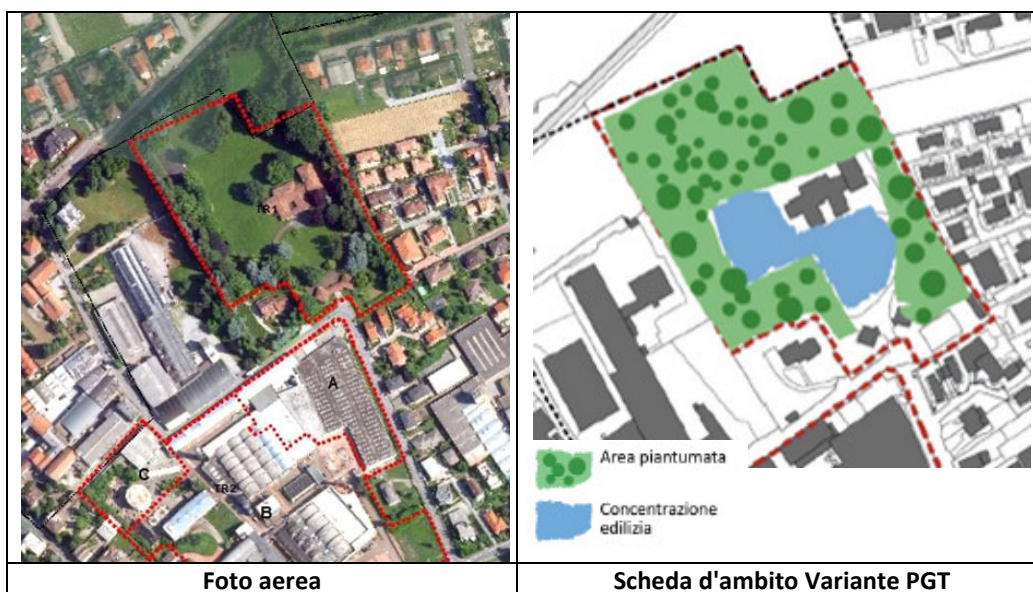 TR1
A
C
TR2
B
Area piantumata
Concentrazione
edilizia
Foto aerea
Scheda d'ambito Variante PGT